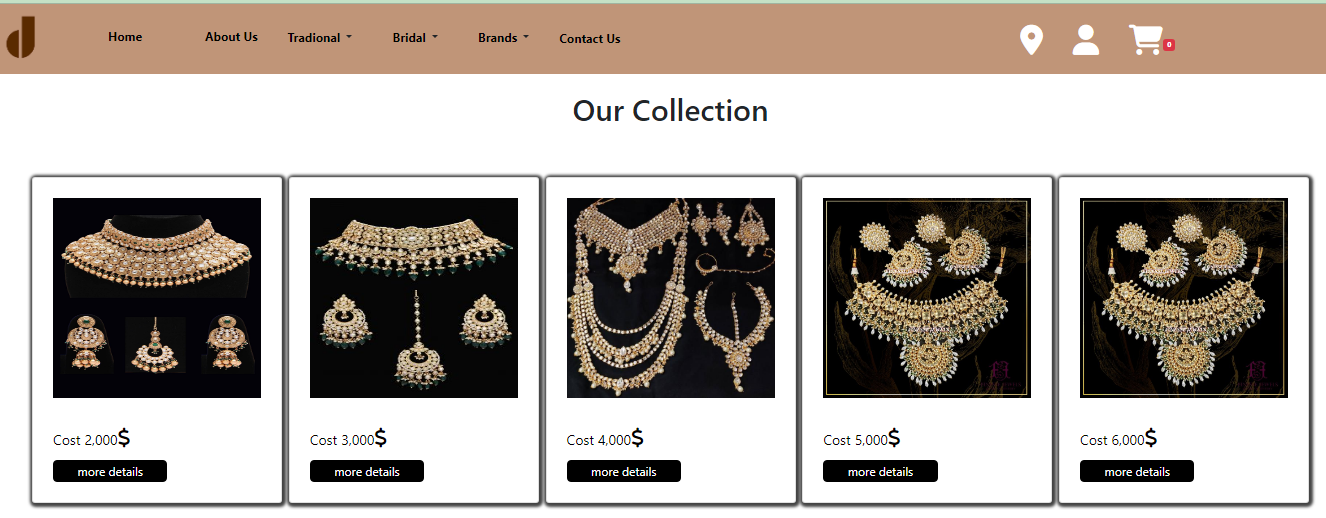 d
Home About Us Tradional Bridal Brands Contact Us 0
Our Collection
Cost 2,000$ Cost 3,000$ Cost 4,000$ Cost 5,000$ Cost 6,000$
more details more details more details more details more details